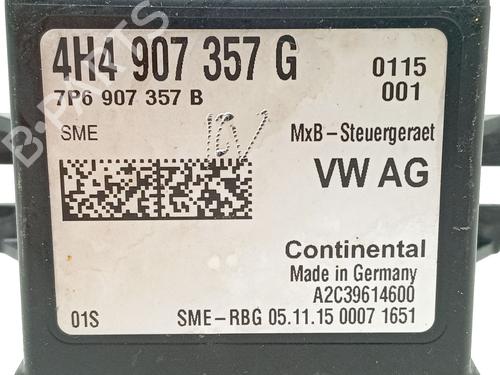 4H4 907 357 G 0115
7P6 907 357 B 001
SME MxB-Steuergeraet
VW AG
Continental
Made in Germany
A2C39614600
01S SME-RBG 05.11.15 0007 1651
B-PARTS